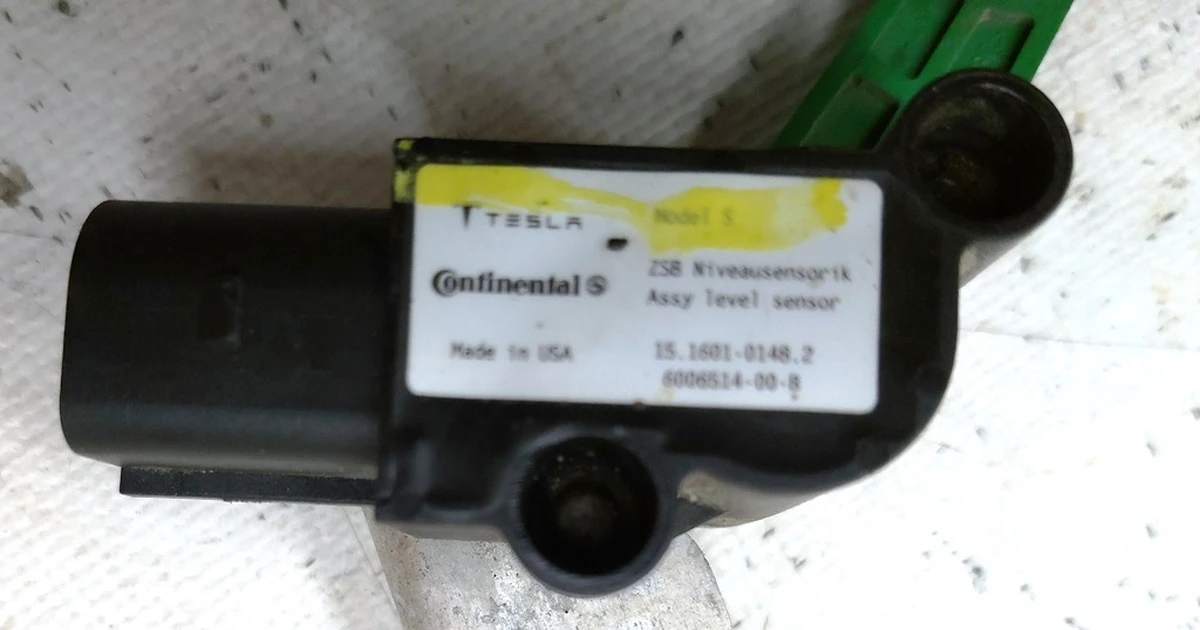 TESLA
Model S
Continental
ZSB Niveausensorik
Assy level sensor
Made in USA
15.1601-0148.2
6006514-00-B